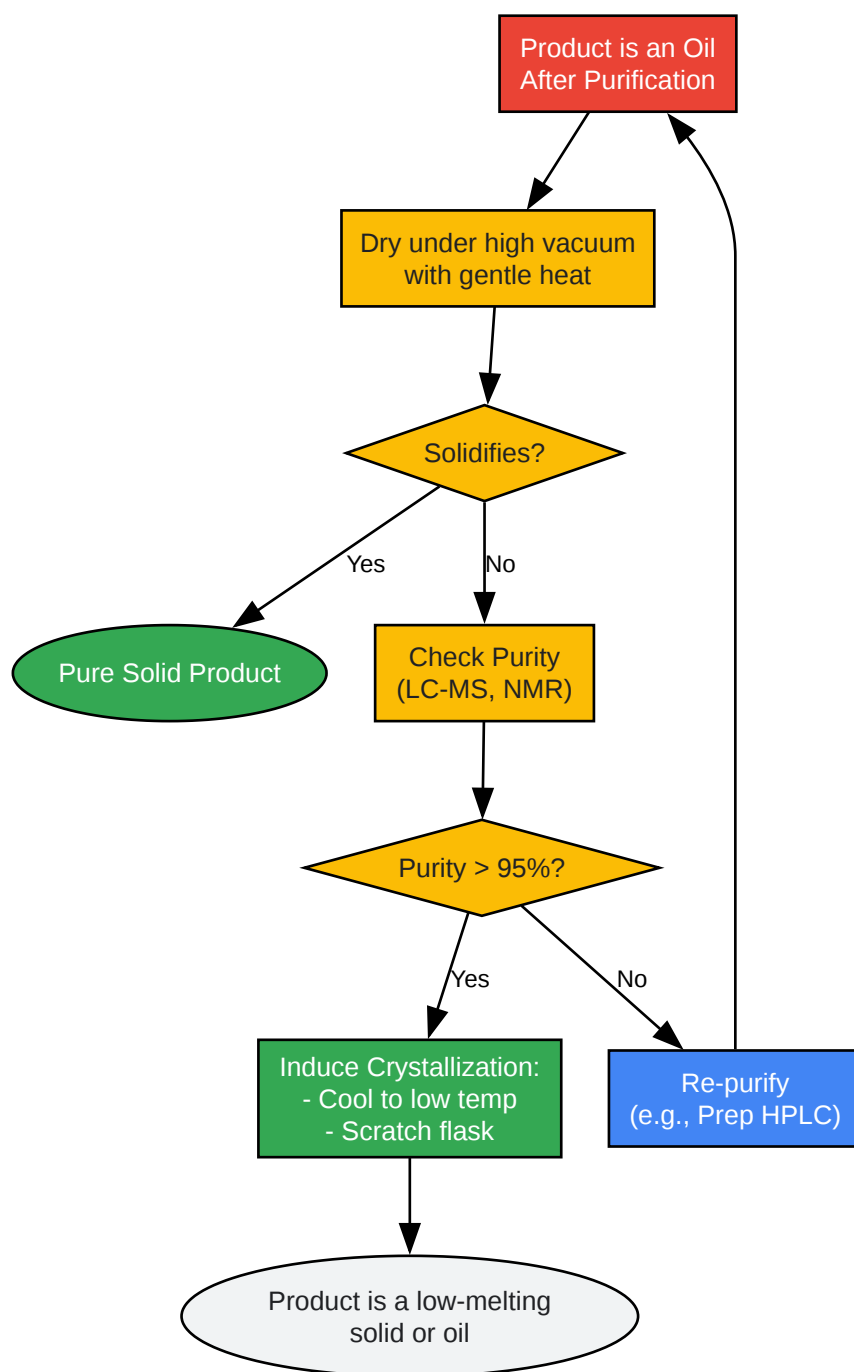 Product is an Oil
After Purification
Dry under high vacuum
with gentle heat
Solidifies?
Yes
No
Pure Solid Product
Check Purity
(LC-MS, NMR)
Purity > 95%?
Yes
No
Induce Crystallization:
- Cool to low temp
- Scratch flask
Re-purify
(e.g., Prep HPLC)
Product is a low-melting
solid or oil